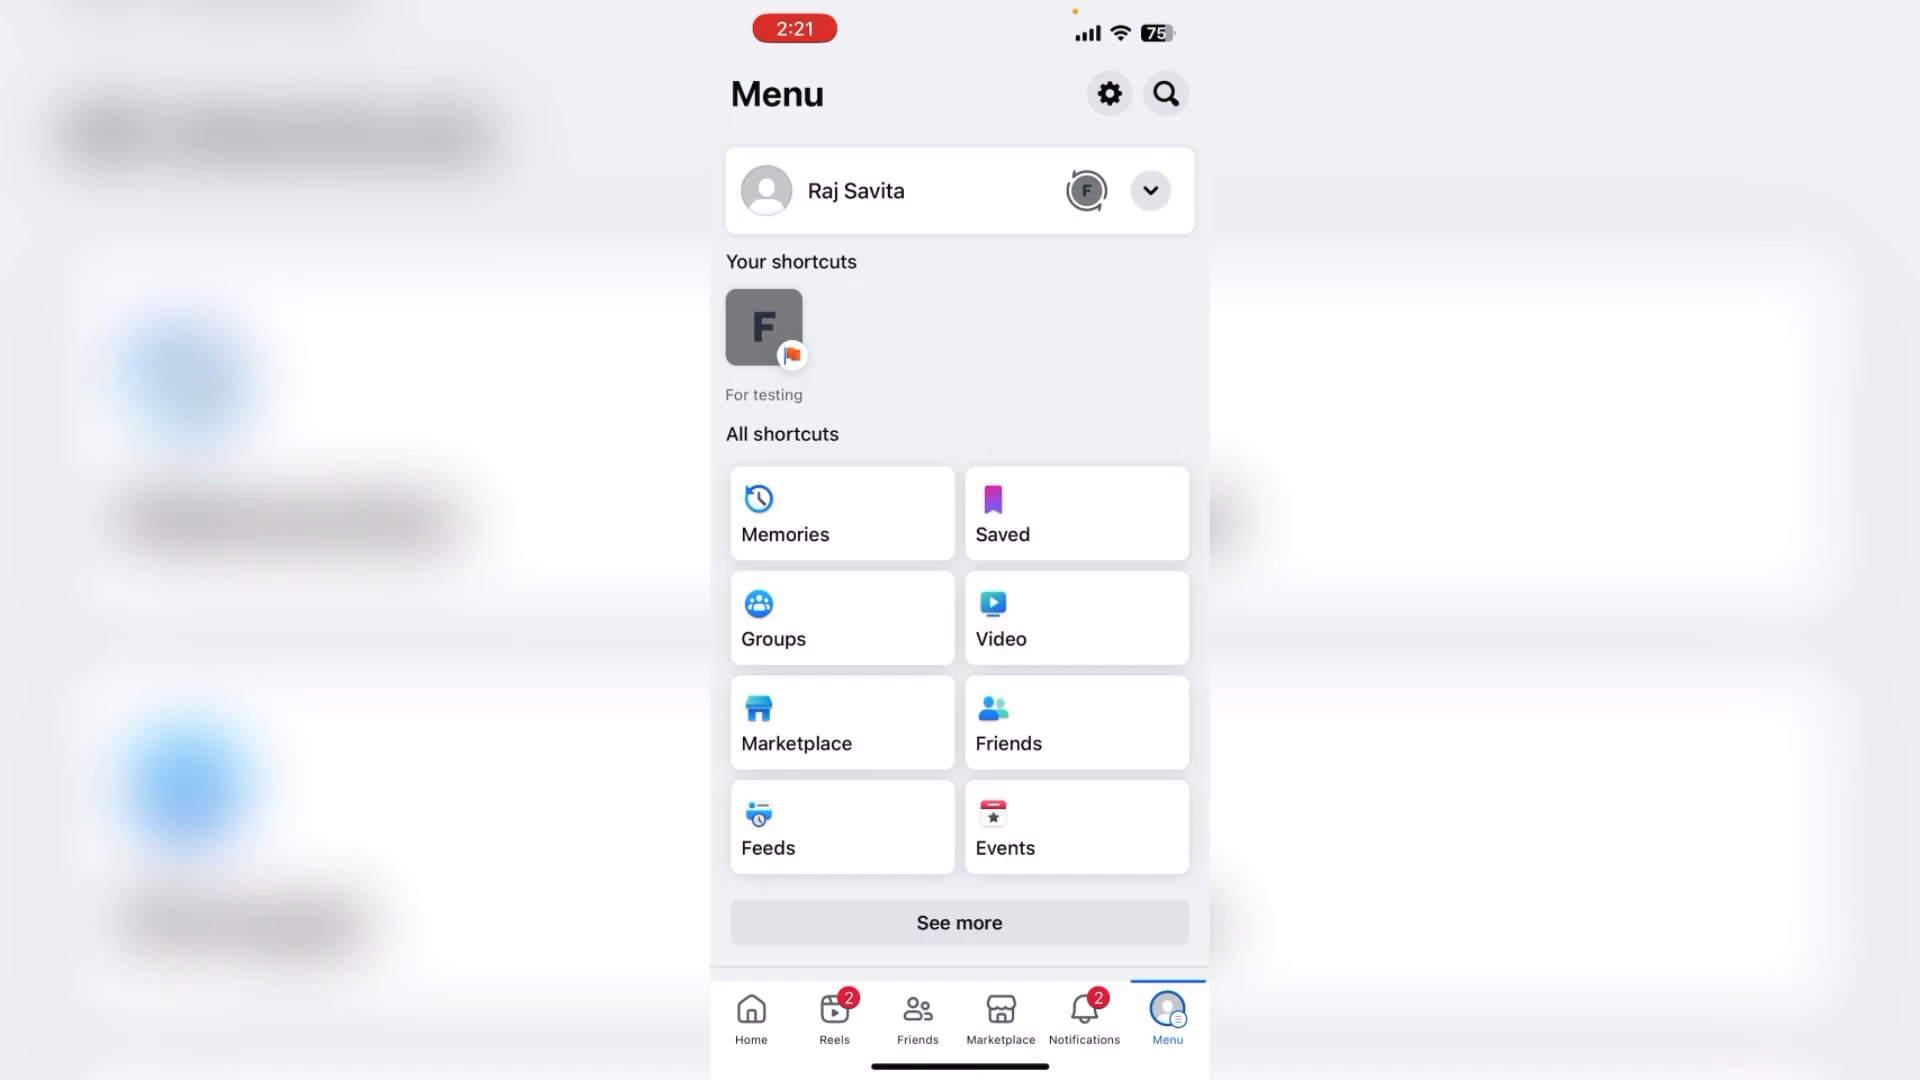 2:21
75
Menu
Raj Savita
F
Your shortcuts
F
For testing
All shortcuts
Memories
Saved
Groups
Video
Marketplace
Friends
Feeds
Events
See more
2
2
Home
Reels
Friends
Marketplace
Notifications
Menu